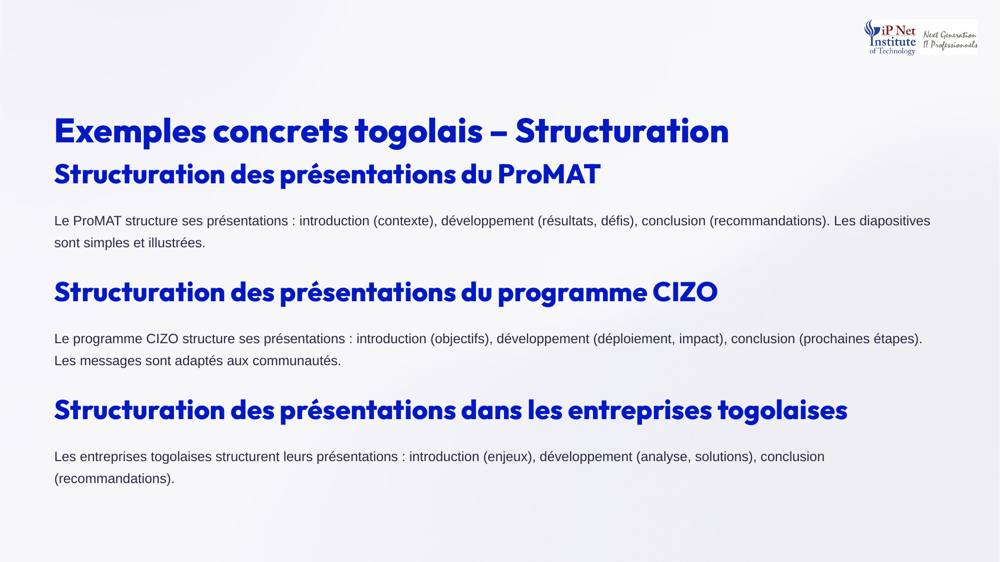 iP Net
Institute
of Technology
Next Generation
IT Professionnels
Exemples concrets togolais – Structuration
Structuration des présentations du ProMAT
Le ProMAT structure ses présentations : introduction (contexte), développement (résultats, défis), conclusion (recommandations). Les diapositives
sont simples et illustrées.
Structuration des présentations du programme CIZO
Le programme CIZO structure ses présentations : introduction (objectifs), développement (déploiement, impact), conclusion (prochaines étapes).
Les messages sont adaptés aux communautés.
Structuration des présentations dans les entreprises togolaises
Les entreprises togolaises structurent leurs présentations : introduction (enjeux), développement (analyse, solutions), conclusion
(recommandations).